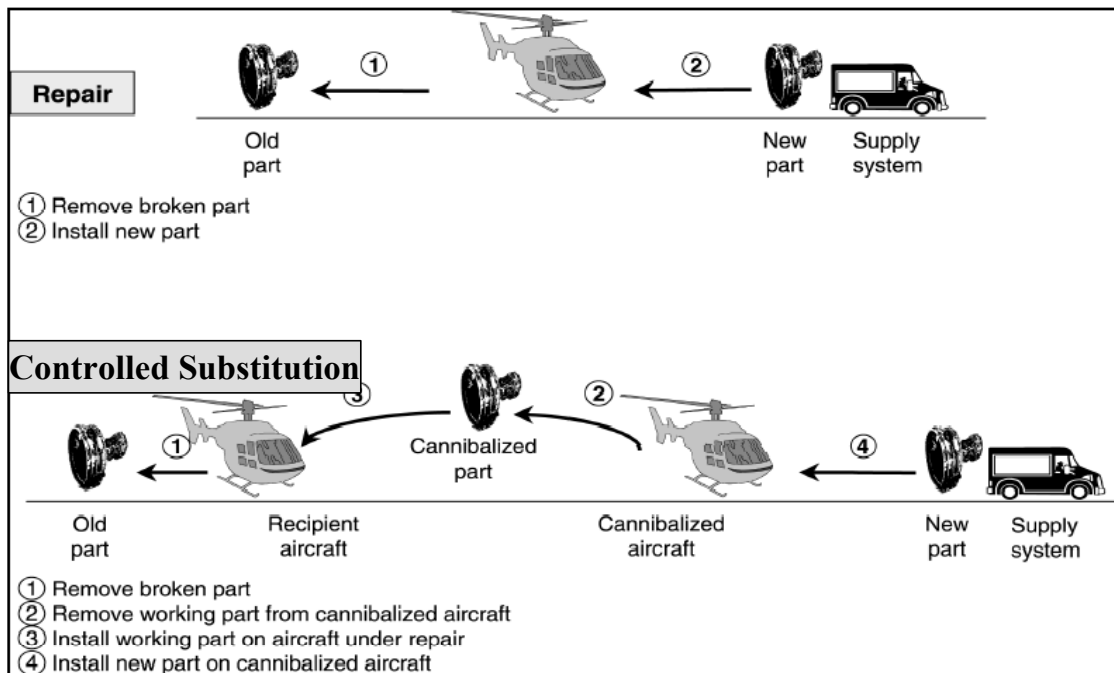 ① ②
Repair
Old New Supply
part part system
① Remove broken part
② Install new part
Controlled Substitution
③ ②
Cannibalized
part
① ④
Old Recipient Cannibalized New Supply
part aircraft aircraft part system
① Remove broken part
② Remove working part from cannibalized aircraft
③ Install working part on aircraft under repair
④ Install new part on cannibalized aircraft